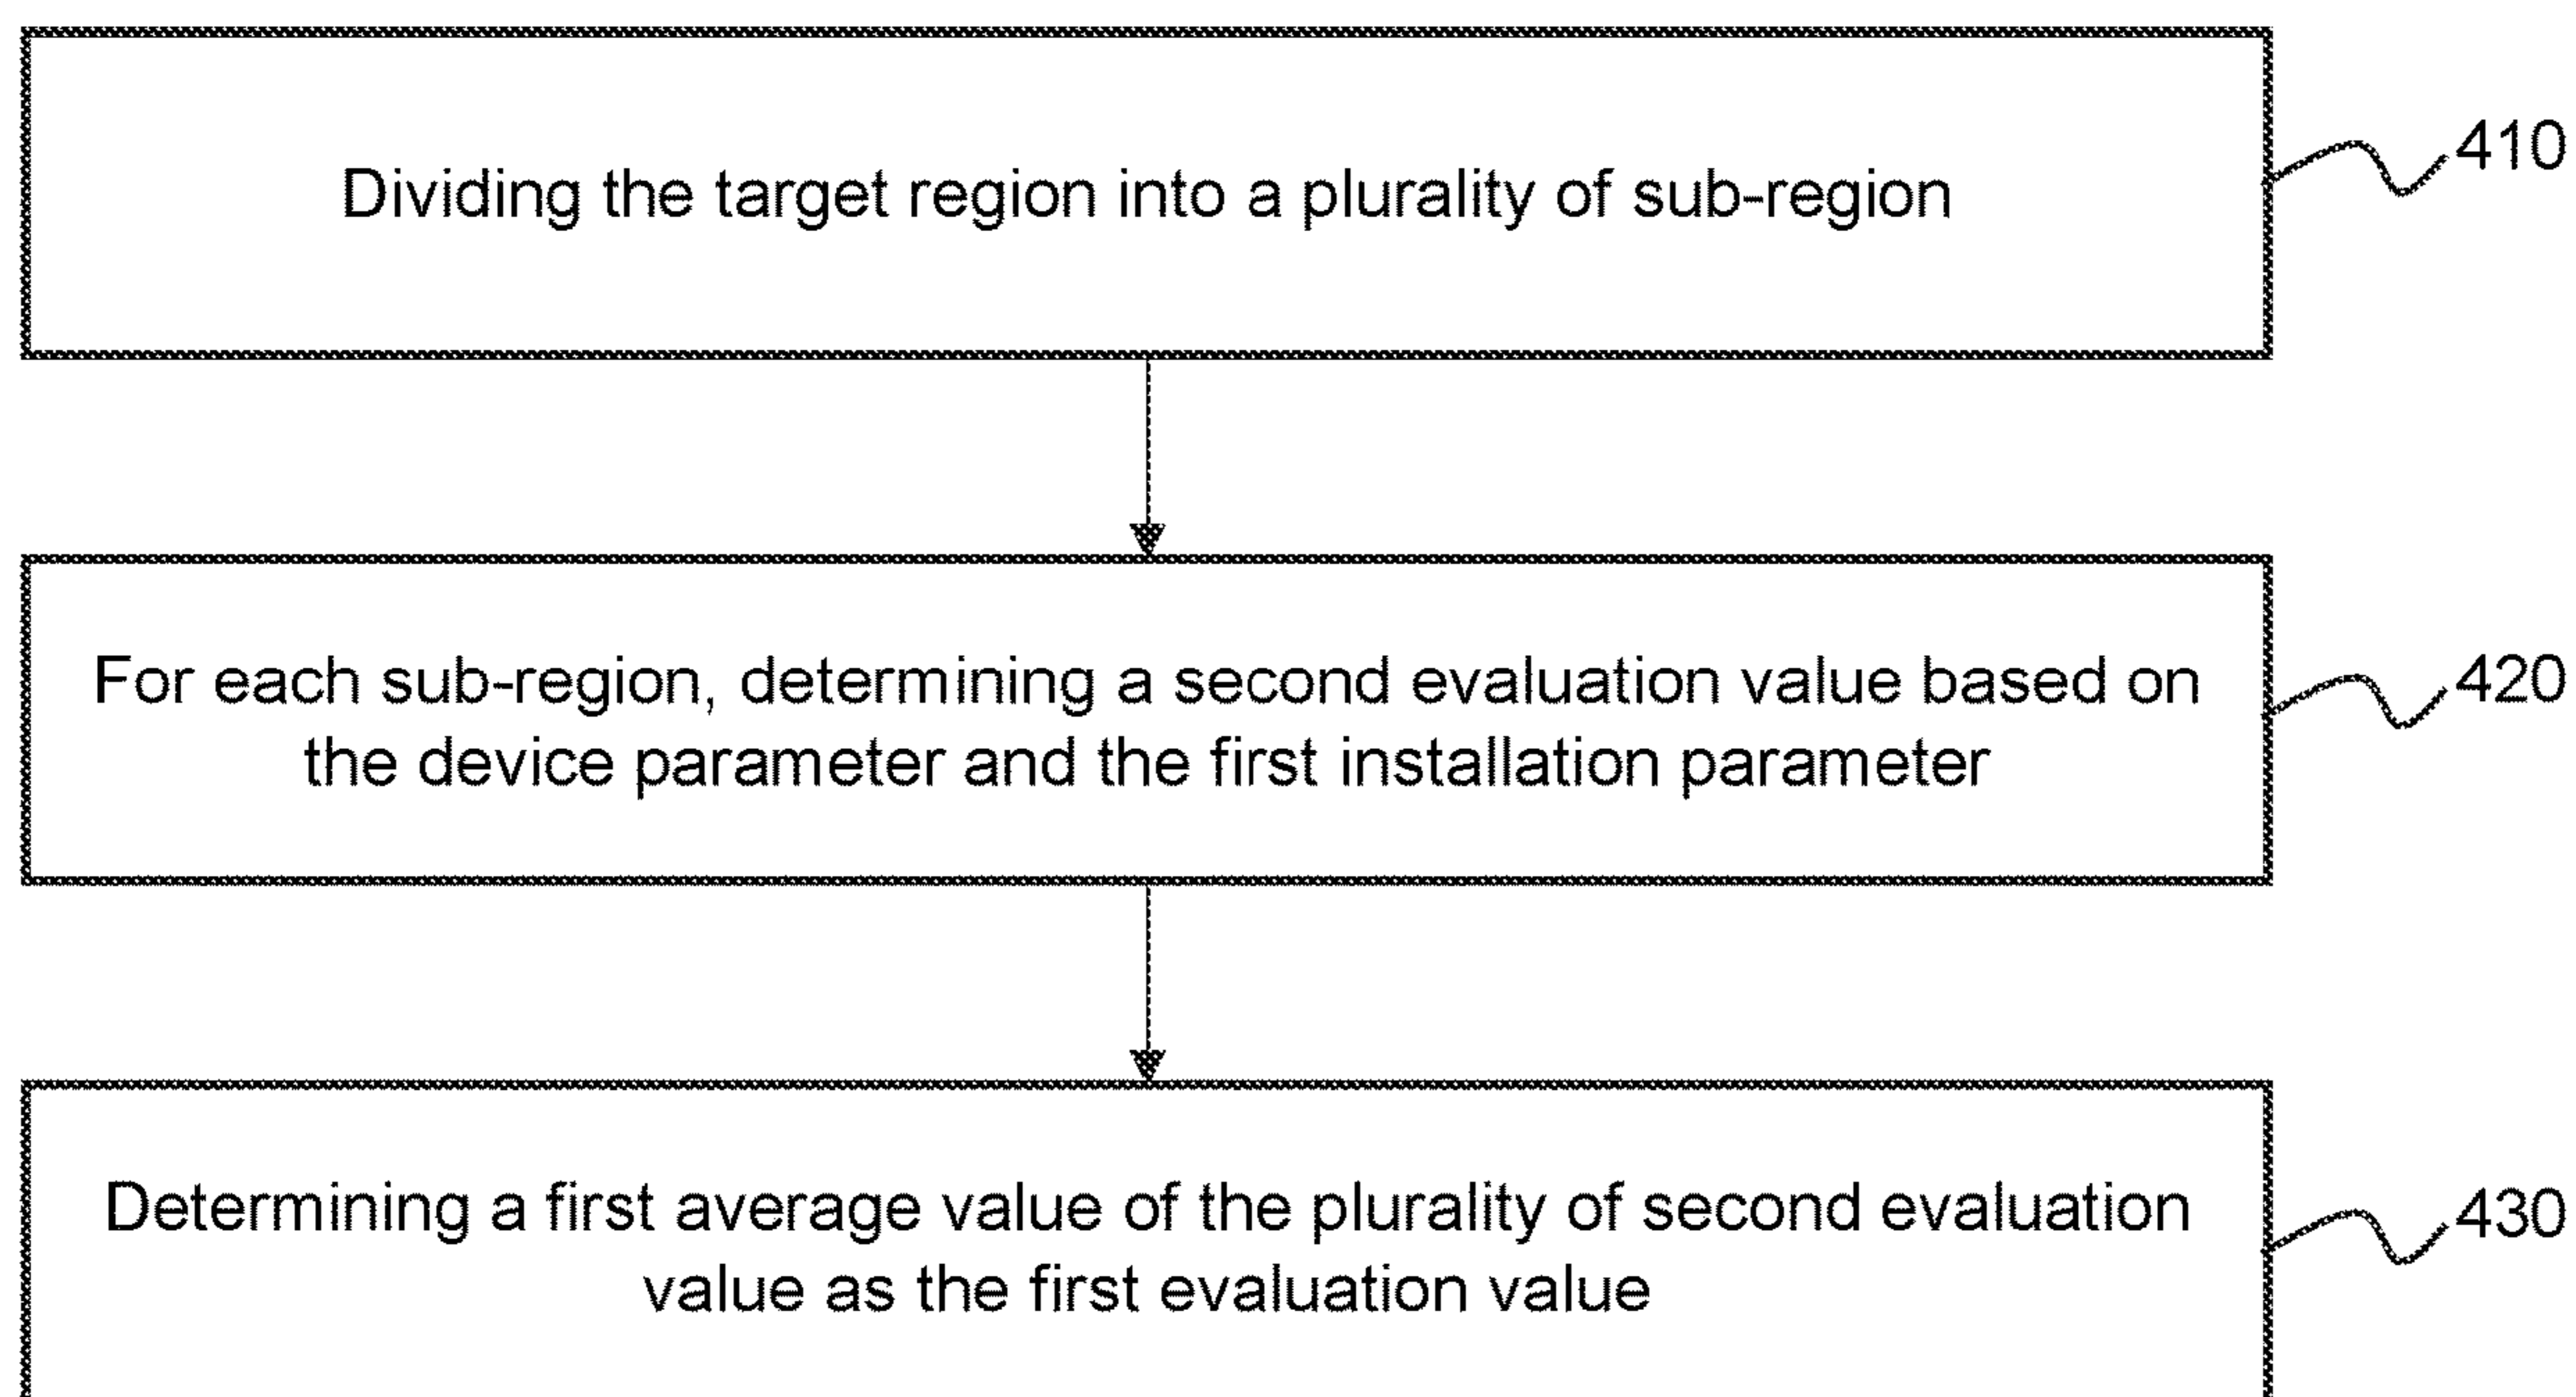 Dividing the target region into a plurality of sub-region
410
For each sub-region, determining a second evaluation value based on
the device parameter and the first installation parameter
420
Determining a first average value of the plurality of second evaluation
value as the first evaluation value
430